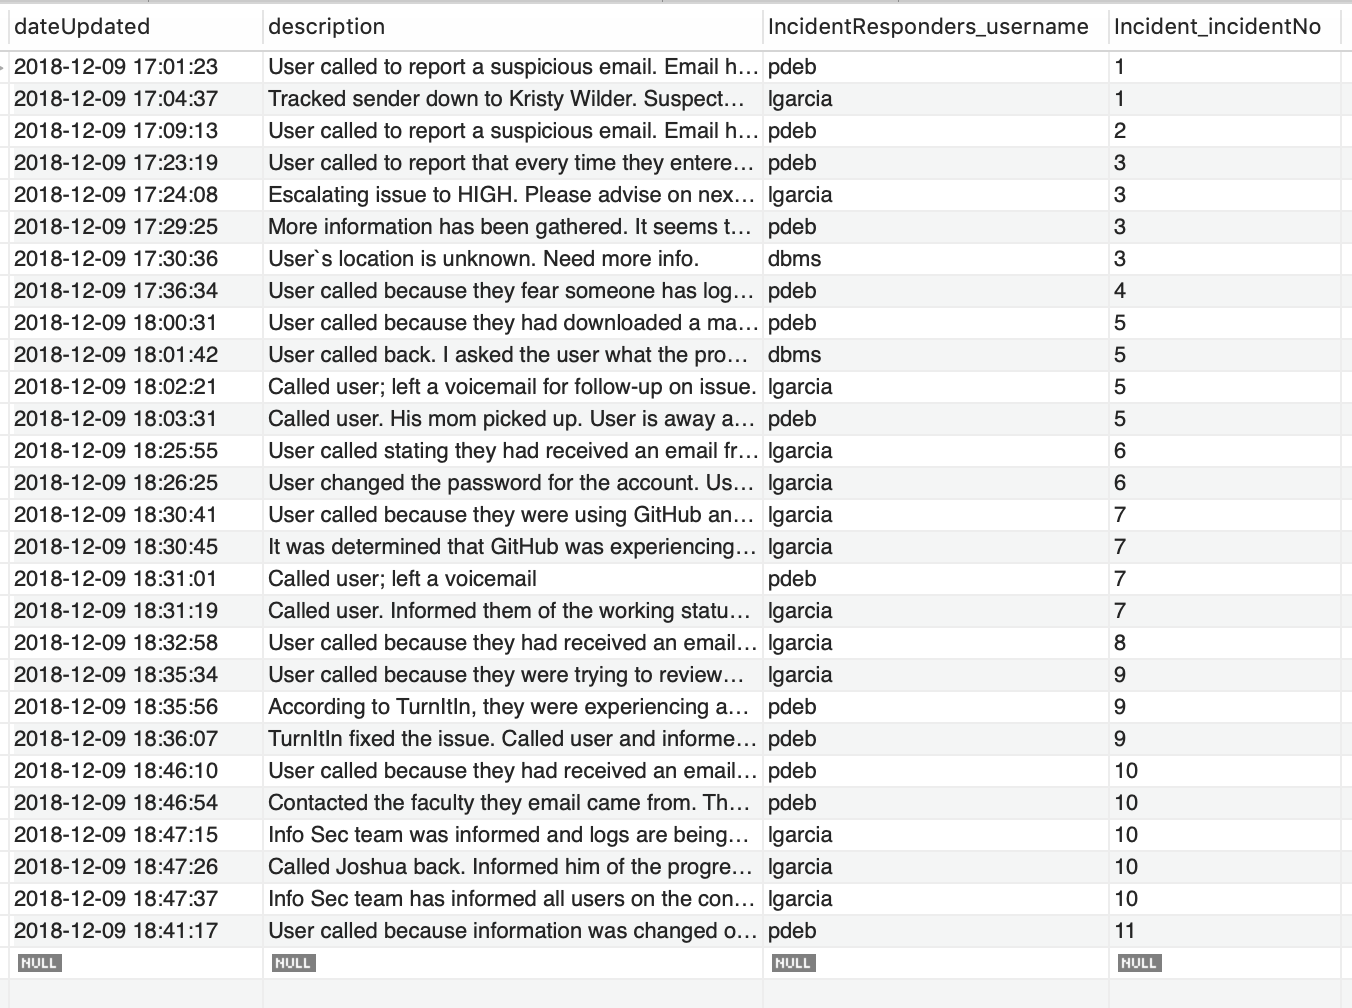 dateUpdated description IncidentResponders_username Incident_incidentNo
2018-12-09 17:01:23 User called to report a suspicious email. Email h... pdeb 1
2018-12-09 17:04:37 Tracked sender down to Kristy Wilder. Suspect... lgarcia 1
2018-12-09 17:09:13 User called to report a suspicious email. Email h... pdeb 2
2018-12-09 17:23:19 User called to report that every time they entere... pdeb 3
2018-12-09 17:24:08 Escalating issue to HIGH. Please advise on nex... lgarcia 3
2018-12-09 17:29:25 More information has been gathered. It seems t... pdeb 3
2018-12-09 17:30:36 User`s location is unknown. Need more info. dbms 3
2018-12-09 17:36:34 User called because they fear someone has log... pdeb 4
2018-12-09 18:00:31 User called because they had downloaded a ma... pdeb 5
2018-12-09 18:01:42 User called back. I asked the user what the pro... dbms 5
2018-12-09 18:02:21 Called user; left a voicemail for follow-up on issue. lgarcia 5
2018-12-09 18:03:31 Called user. His mom picked up. User is away a... pdeb 5
2018-12-09 18:25:55 User called stating they had received an email fr... lgarcia 6
2018-12-09 18:26:25 User changed the password for the account. Us... lgarcia 6
2018-12-09 18:30:41 User called because they were using GitHub an... lgarcia 7
2018-12-09 18:30:45 It was determined that GitHub was experiencing... lgarcia 7
2018-12-09 18:31:01 Called user; left a voicemail pdeb 7
2018-12-09 18:31:19 Called user. Informed them of the working statu... lgarcia 7
2018-12-09 18:32:58 User called because they had received an email... lgarcia 8
2018-12-09 18:35:34 User called because they were trying to review... lgarcia 9
2018-12-09 18:35:56 According to TurnItIn, they were experiencing a... pdeb 9
2018-12-09 18:36:07 TurnItIn fixed the issue. Called user and informe... pdeb 9
2018-12-09 18:46:10 User called because they had received an email... pdeb 10
2018-12-09 18:46:54 Contacted the faculty they email came from. Th... pdeb 10
2018-12-09 18:47:15 Info Sec team was informed and logs are being... lgarcia 10
2018-12-09 18:47:26 Called Joshua back. Informed him of the progre... lgarcia 10
2018-12-09 18:47:37 Info Sec team has informed all users on the con... lgarcia 10
2018-12-09 18:41:17 User called because information was changed o... pdeb 11
NULL NULL NULL NULL